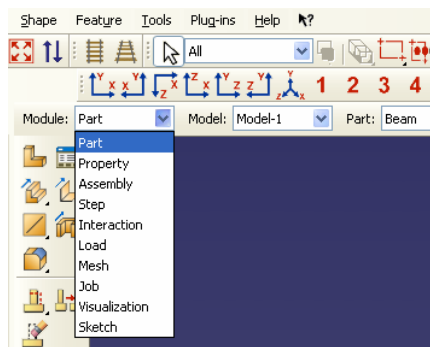 Shape Feature Tools Plug-ins Help ?
All
X Y X Y Z X Z X Y Z Z Y Y Z X 1 2 3 4
Module: Part Model: Model-1 Part: Beam
Part
Property
Assembly
Step
Interaction
Load
Mesh
Job
Visualization
Sketch